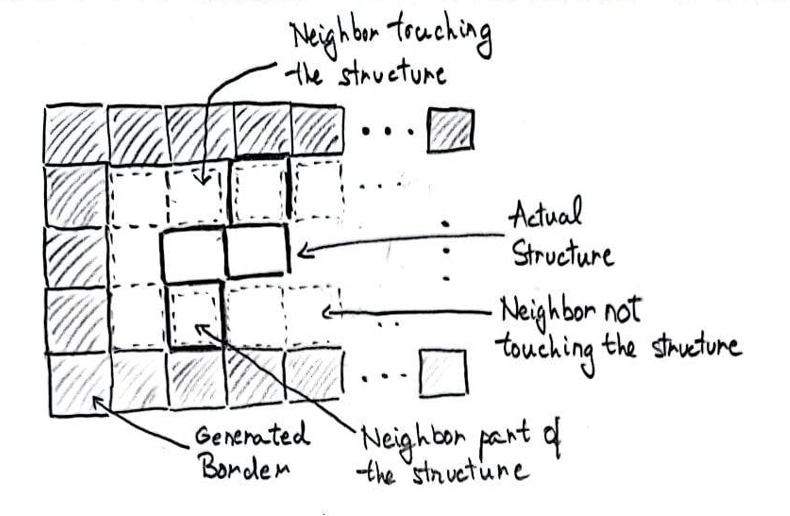 Neighbor touching
the structure
Actual
Structure
Neighbor not
touching the structure
Generated
Border
Neighbor part of
the structure